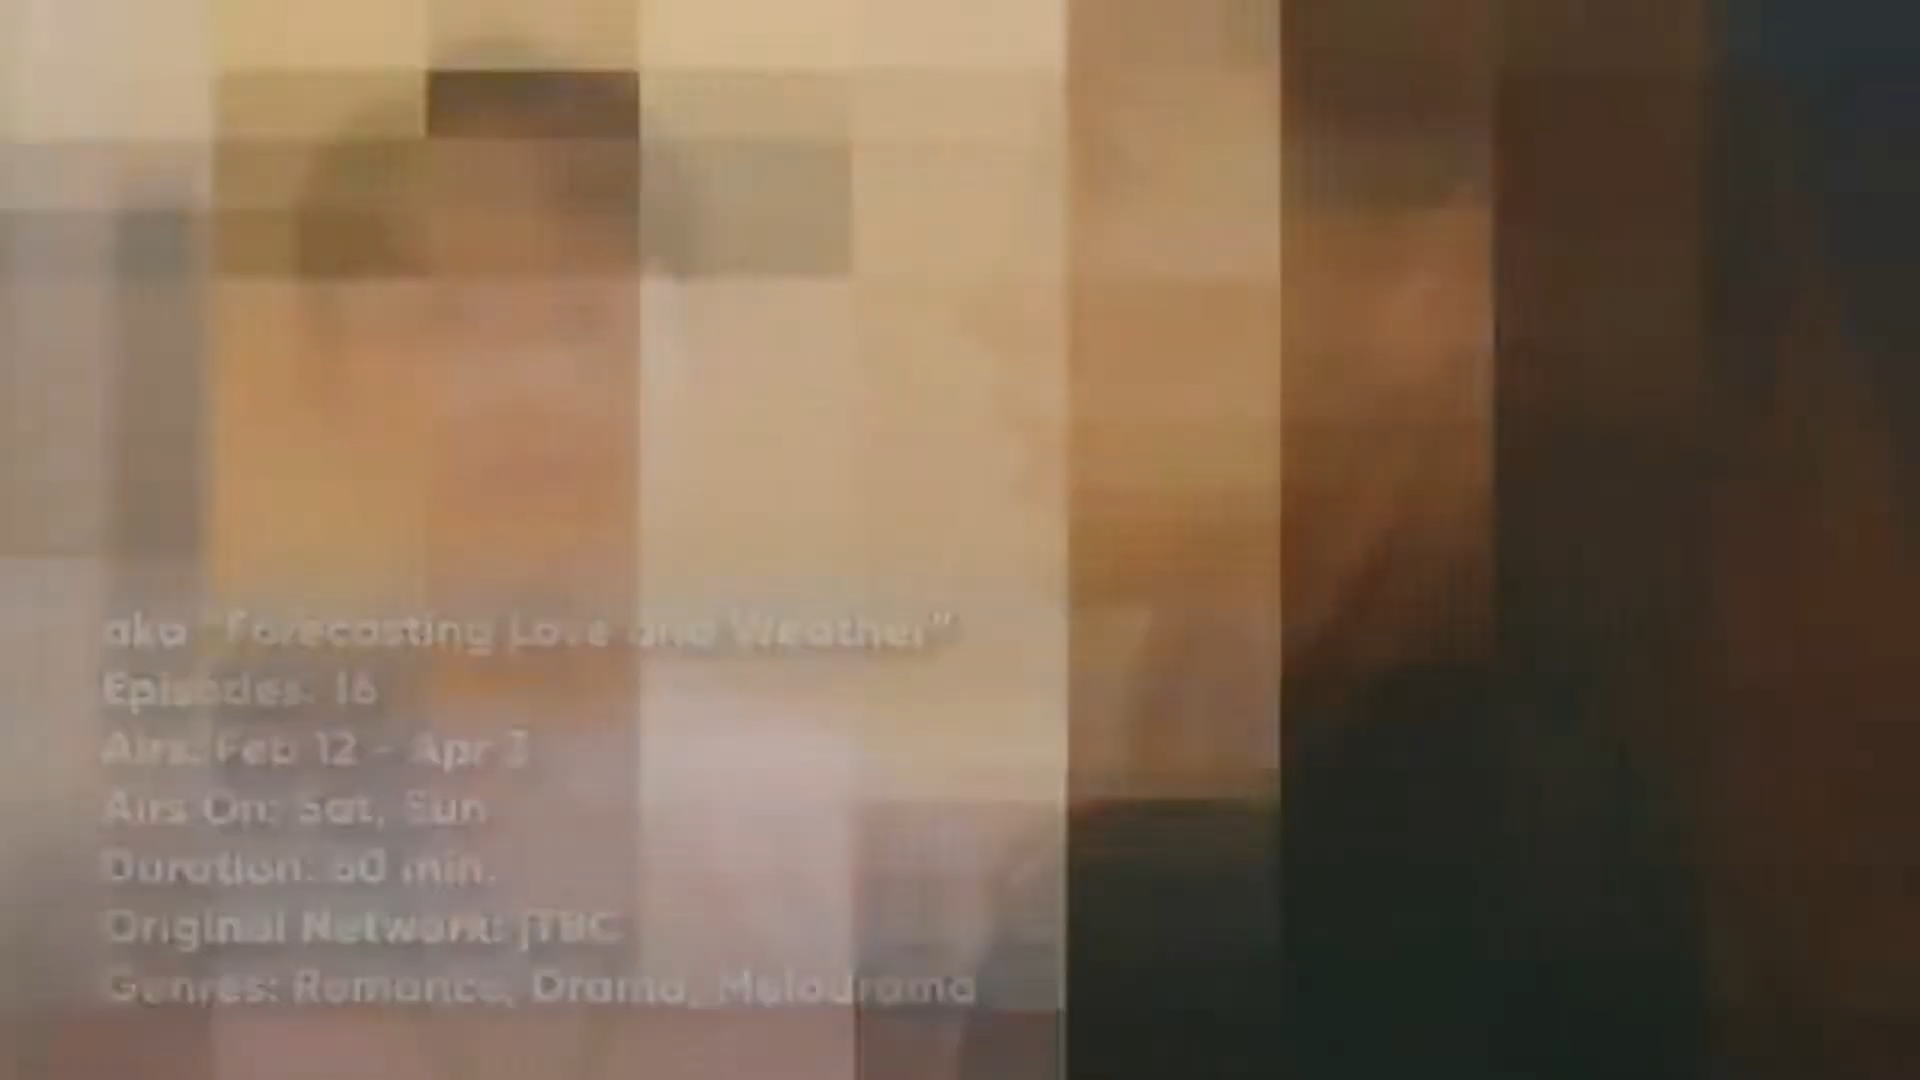 aka "Forecasting Love and Weather"
Episodes: 16
Airs: Feb 12 - Apr 3
Airs On: Sat, Sun
Duration: 60 min.
Original Network: jTBC
Genres: Romance, Drama, Melodrama